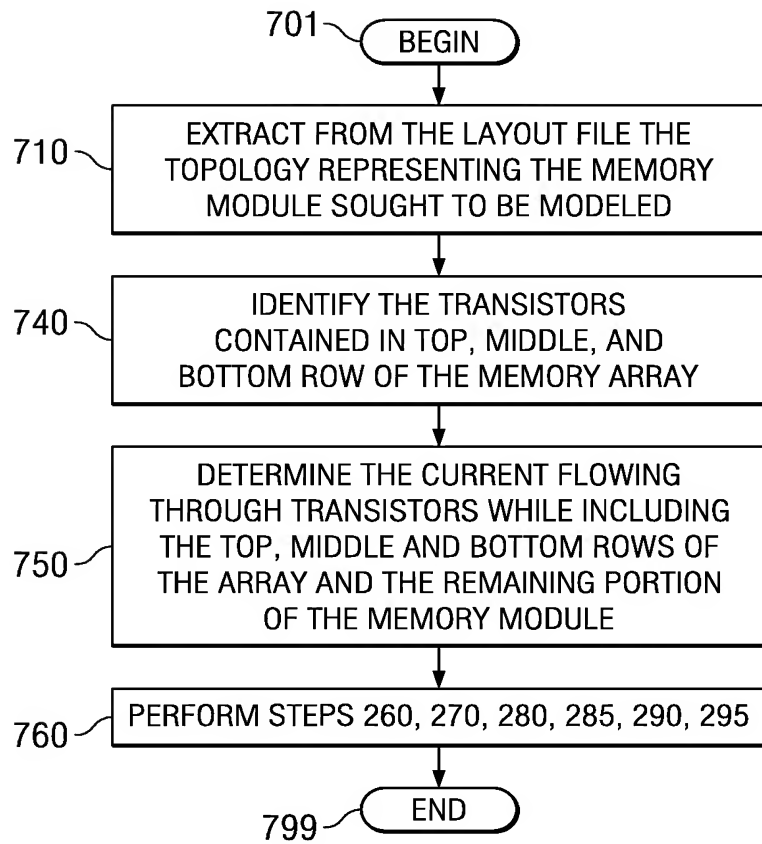 701
BEGIN
710
EXTRACT FROM THE LAYOUT FILE THE
TOPOLOGY REPRESENTING THE MEMORY
MODULE SOUGHT TO BE MODELED
740
IDENTIFY THE TRANSISTORS
CONTAINED IN TOP, MIDDLE, AND
BOTTOM ROW OF THE MEMORY ARRAY
750
DETERMINE THE CURRENT FLOWING
THROUGH TRANSISTORS WHILE INCLUDING
THE TOP, MIDDLE AND BOTTOM ROWS OF
THE ARRAY AND THE REMAINING PORTION
OF THE MEMORY MODULE
760
PERFORM STEPS 260, 270, 280, 285, 290, 295
END
799